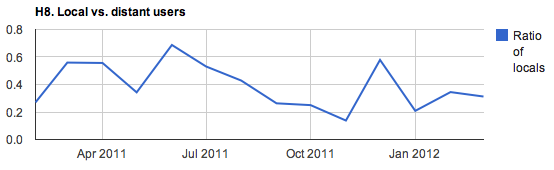 H8. Local vs. distant users
0.8
0.6
0.4
0.2
0.0
Apr 2011
Jul 2011
Oct 2011
Jan 2012
Ratio
of
locals